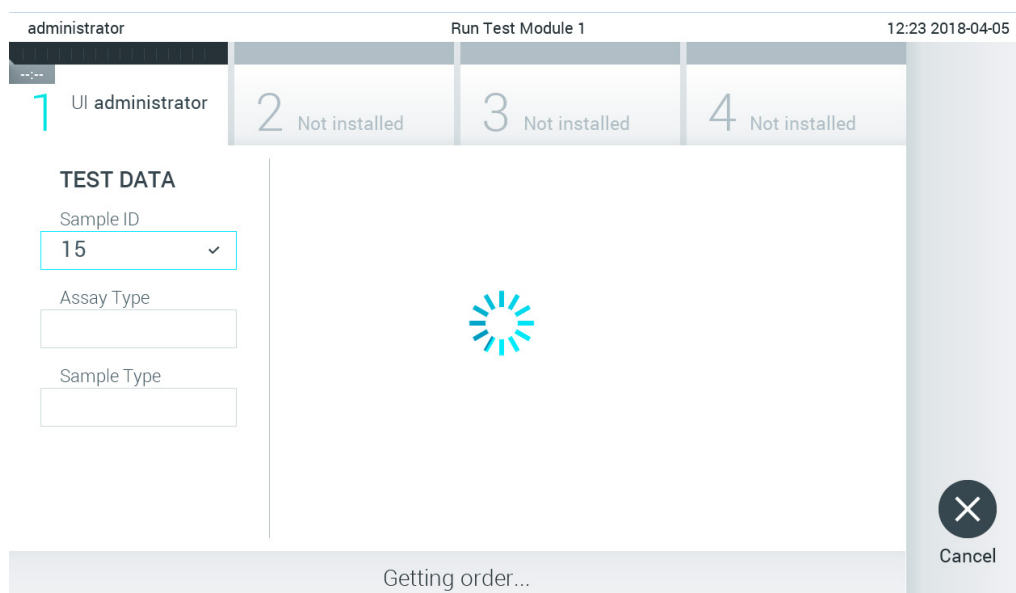 administrator Run Test Module 1 12:23 2018-04-05
--:--
1 UI administrator 2 Not installed 3 Not installed 4 Not installed
TEST DATA
Sample ID
15
Assay Type
Sample Type
Cancel
Getting order...